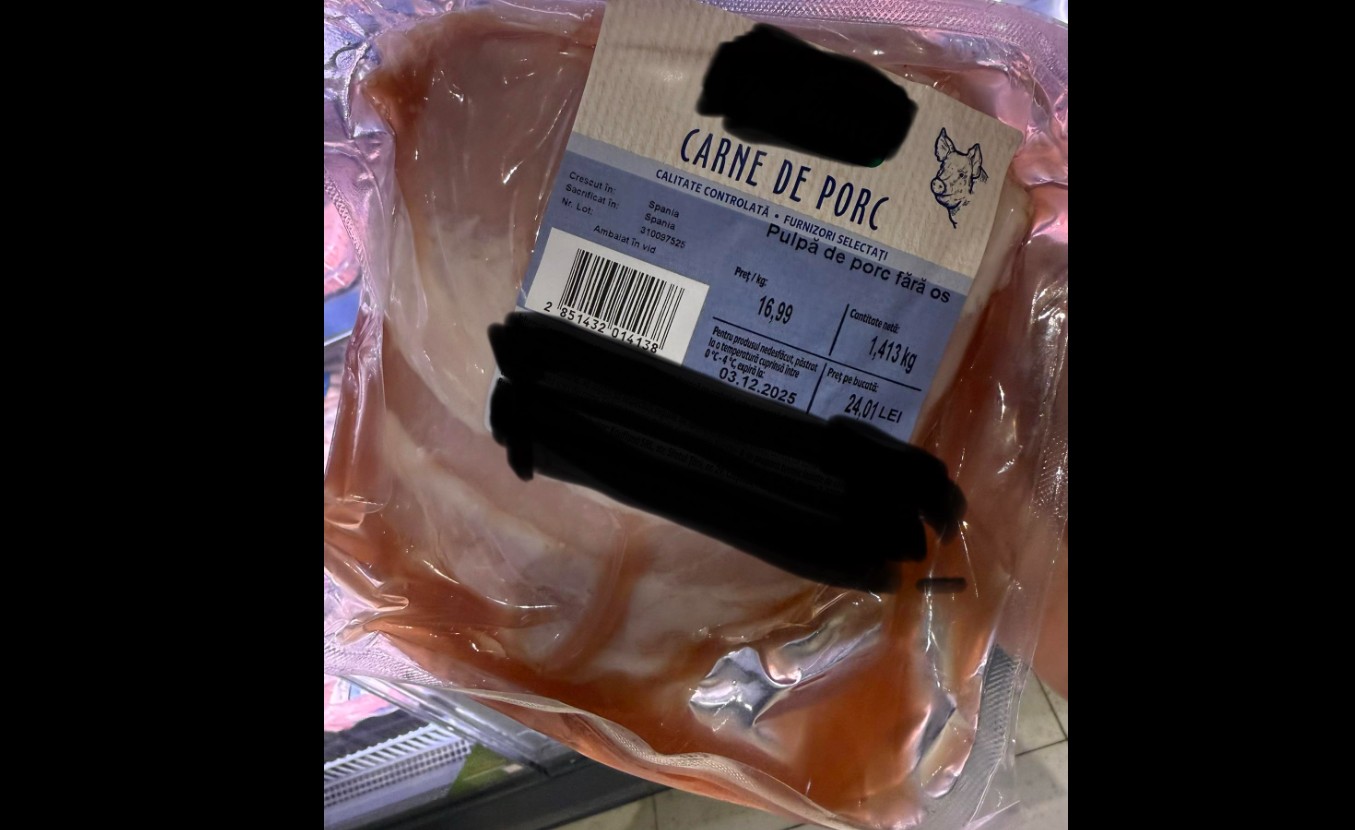 CARNE DE PORC
CALITATE CONTROLATĂ • FURNIZORI SELECTAȚI
Crescut în: Spania
Sacrificat în: Spania
Nr. Lot: 310097525
Ambalat în vid
Pulpă de porc fără os
2 851432 014138
Preț / kg:
16,99
Cantitate netă:
1,413 kg
Pentru produsul nedesfăcut, păstrat
la o temperatură cuprinsă între
0 °C - 4 °C, expiră la:
03.12.2025
Preț pe bucată:
24,01 LEI